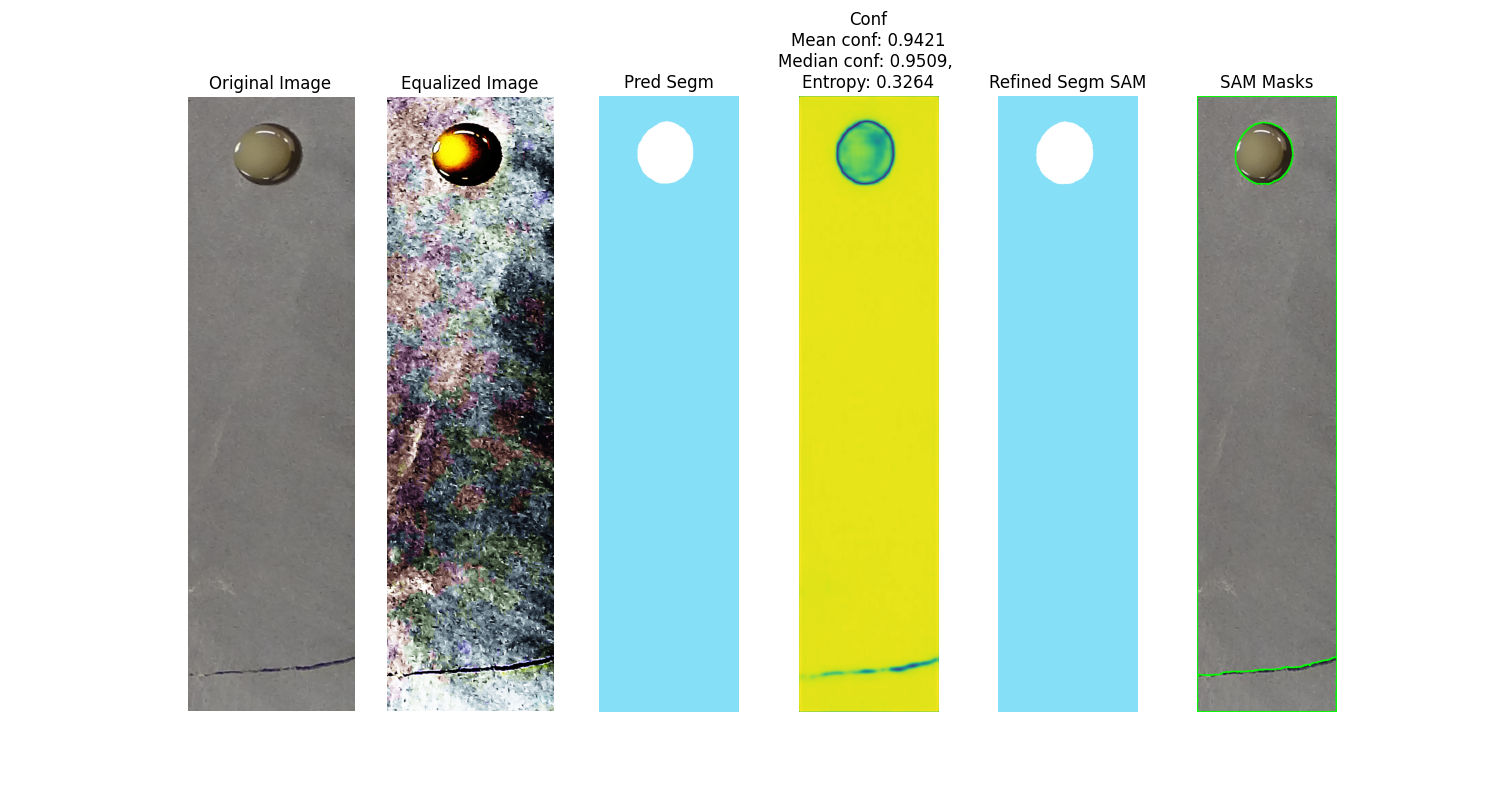 Original Image
Equalized Image
Pred Segm
Conf
Mean conf: 0.9421
Median conf: 0.9509,
Entropy: 0.3264
Refined Segm SAM
SAM Masks